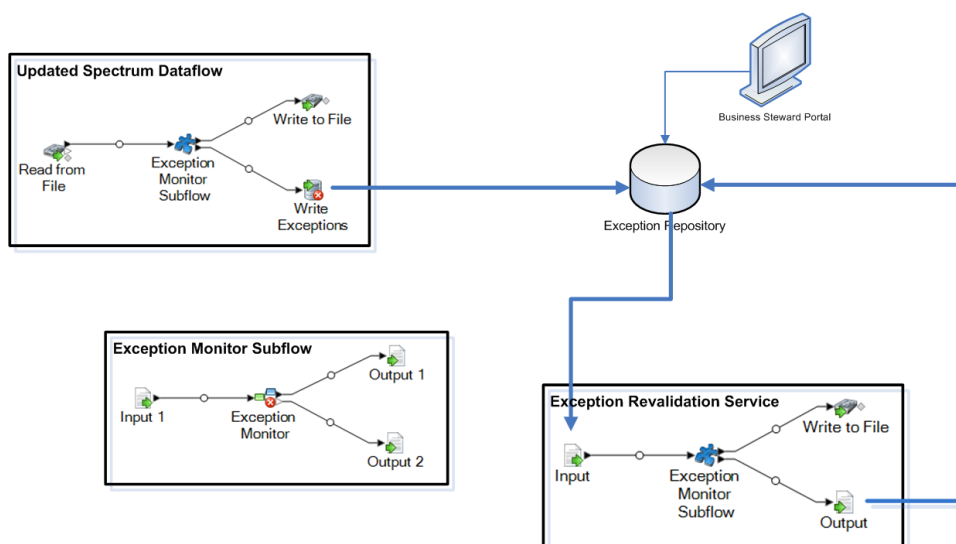 Updated Spectrum Dataflow
Read from
File
Exception
Monitor
Subflow
Write to File
Write
Exceptions
Business Steward Portal
Exception Repository
Exception Monitor Subflow
Input 1
Exception
Monitor
Output 1
Output 2
Exception Revalidation Service
Input
Exception
Monitor
Subflow
Write to File
Output